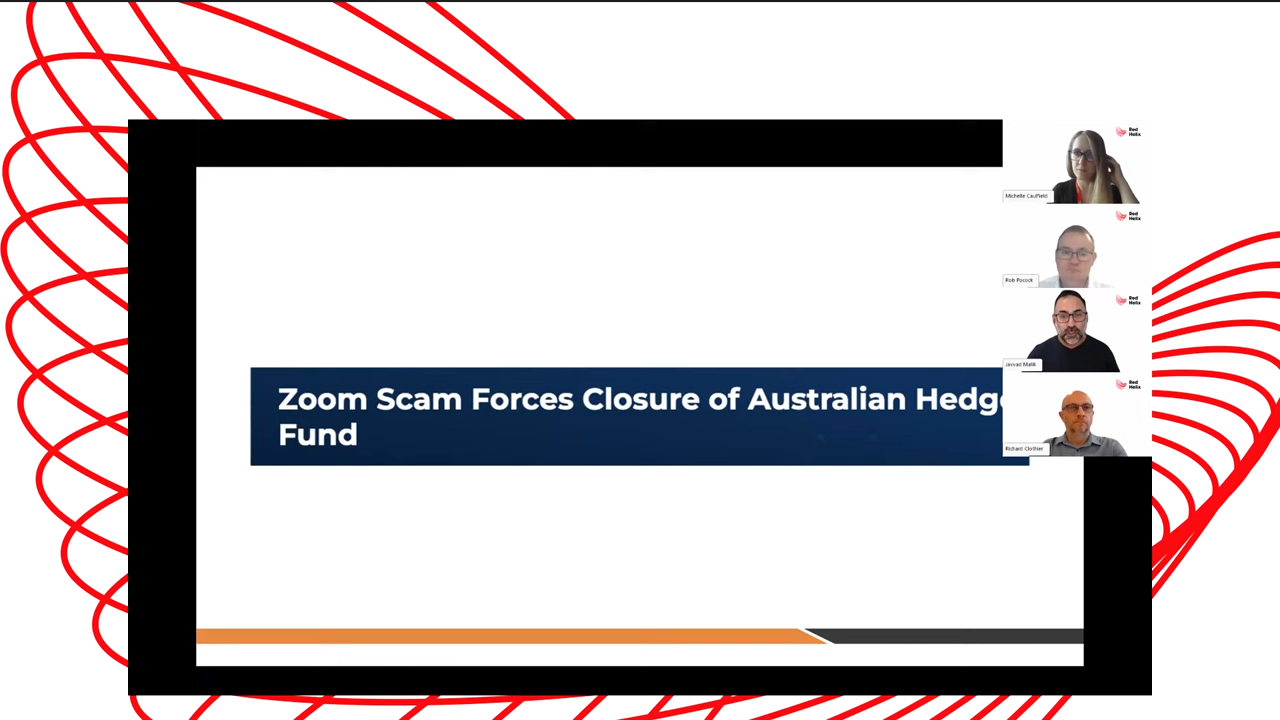 Zoom Scam Forces Closure of Australian Hedge
Fund
Red
Helix
Michelle Caulfield
Red
Helix
Rob Pocock
Red
Helix
Javvad Malik
Red
Helix
Richard Clothier